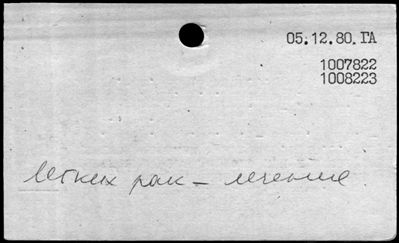 05.12.80.ГА
1007822
1008223
легких рак – лечение